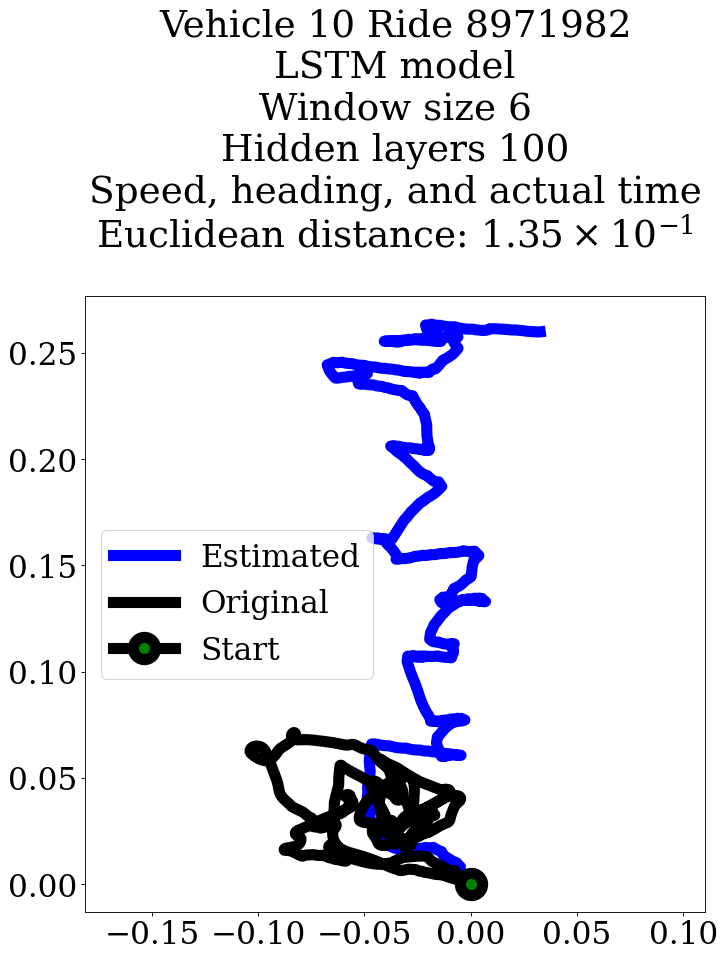 Vehicle 10 Ride 8971982
LSTM model
Window size 6
Hidden layers 100
Speed, heading, and actual time
Euclidean distance: 1.35 × 10⁻¹
0.25
0.20
0.15
0.10
0.05
0.00
Estimated
Original
Start
−0.15 −0.10 −0.05 0.00 0.05 0.10